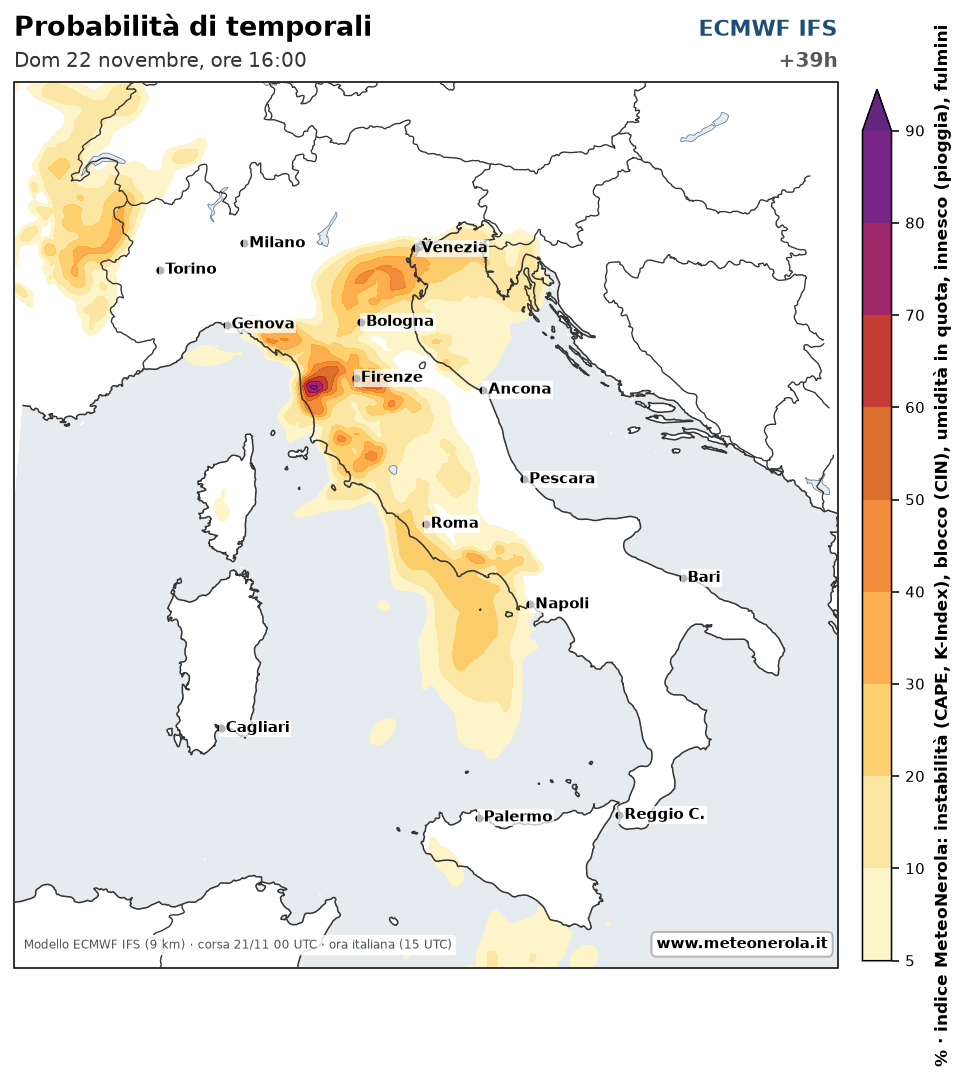 Probabilità di temporali
ECMWF IFS
Dom 22 novembre, ore 16:00
+39h
Milano
Torino
Venezia
Genova
Bologna
Firenze
Ancona
Pescara
Roma
Bari
Napoli
Cagliari
Palermo
Reggio C.
Modello ECMWF IFS (9 km) · corsa 21/11 00 UTC · ora italiana (15 UTC)
www.meteonerola.it
90
80
70
60
50
40
30
20
10
5
% · indice MeteoNerola: instabilità (CAPE, K-Index), blocco (CIN), umidità in quota, innesco (pioggia), fulmini